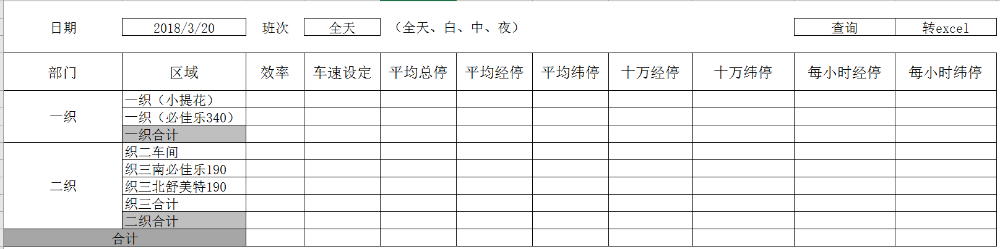 日期 2018/3/20 班次 全天 （全天、白、中、夜） 查询 转excel
部门 区域 效率 车速设定 平均总停 平均经停 平均纬停 十万经停 十万纬停 每小时经停 每小时纬停
一织 一织（小提花）
一织（必佳乐340）
一织合计
二织 织二车间
织三南必佳乐190
织三北舒美特190
织三合计
二织合计
合计